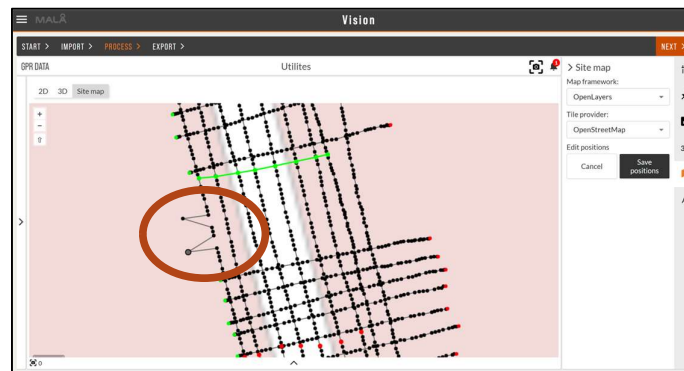 MALÅ
Vision
START > IMPORT > PROCESS > EXPORT >
NEXT >
GPR DATA
Utilites
2D 3D Site map
+
−
> Site map
Map framework:
OpenLayers
Tile provider:
OpenStreetMap
Edit positions
Cancel
Save positions
0